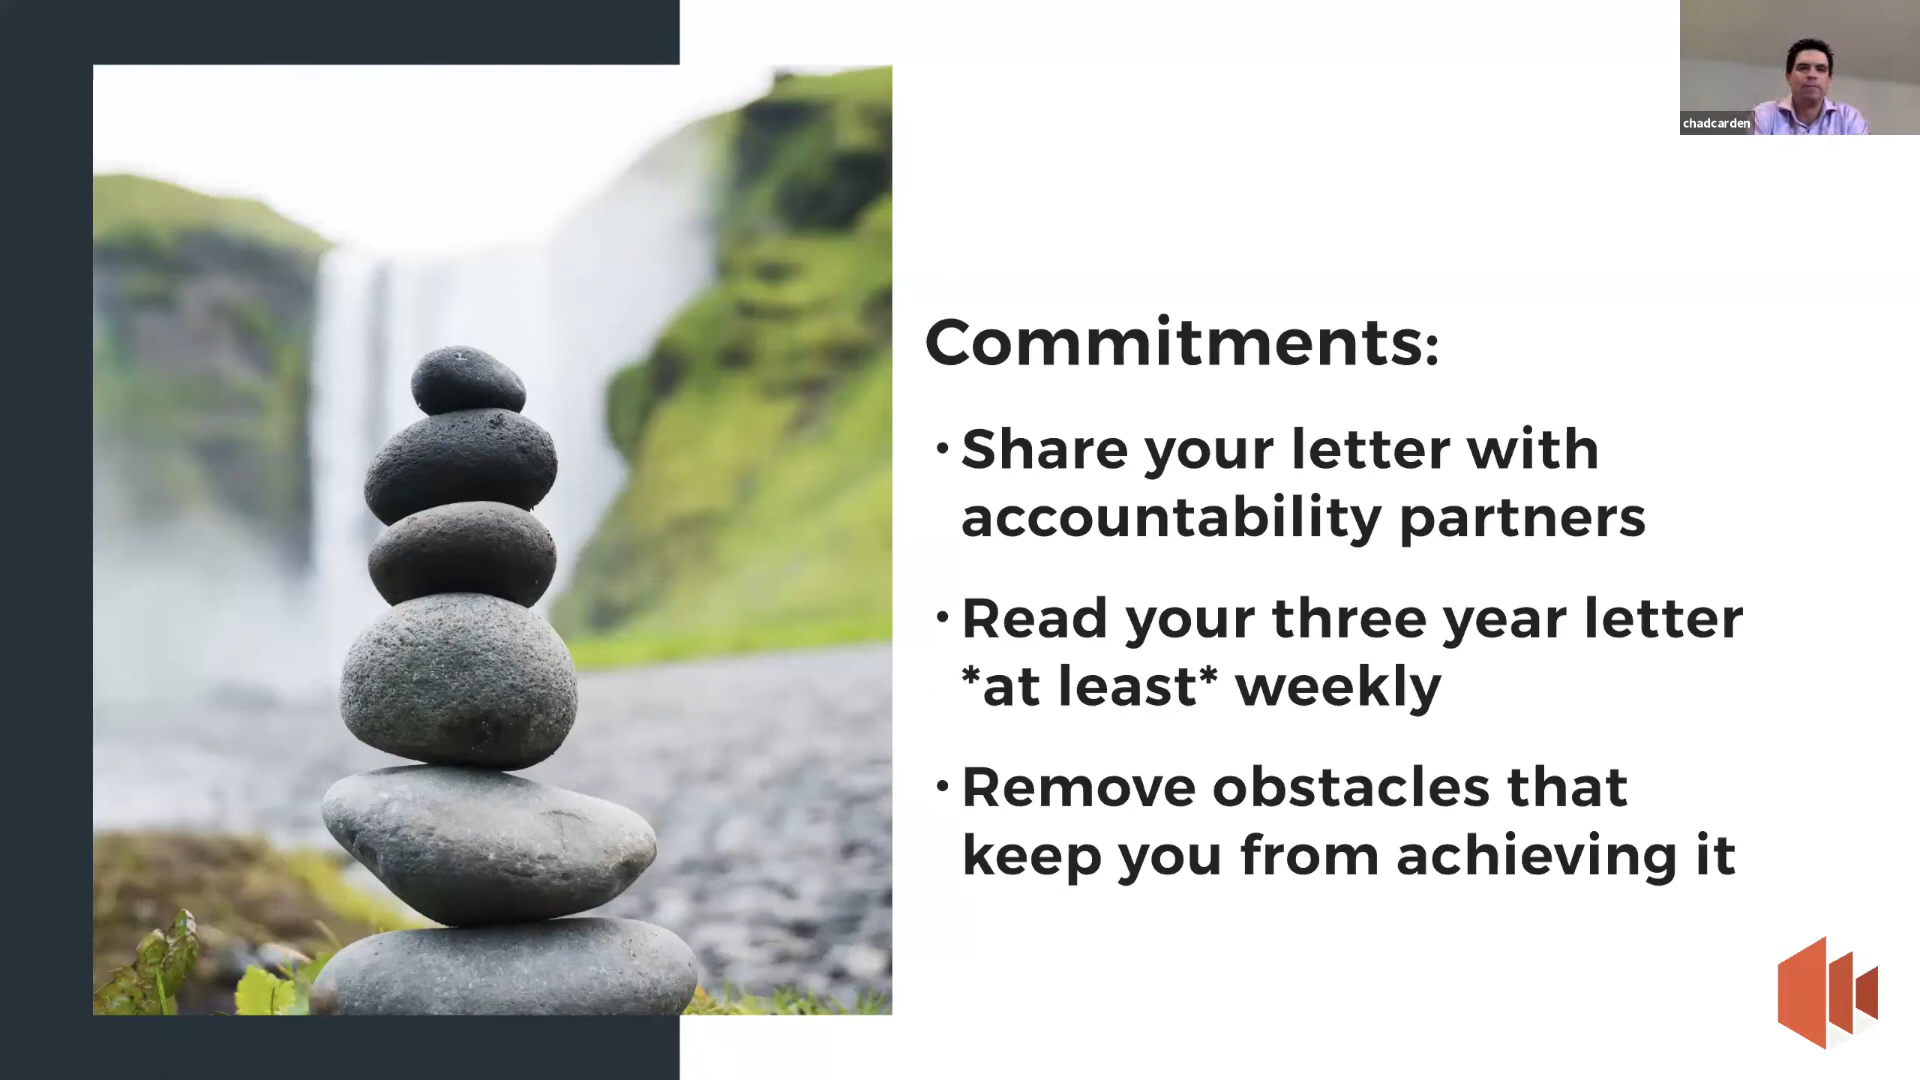 chadcarden
Commitments:
• Share your letter with
accountability partners
• Read your three year letter
*at least* weekly
• Remove obstacles that
keep you from achieving it